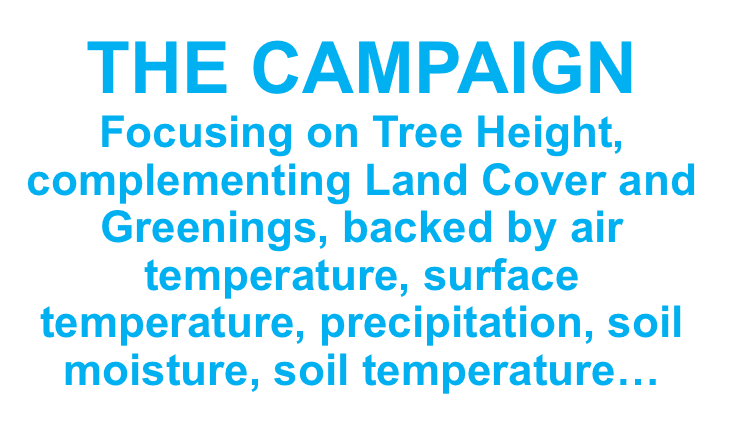 THE CAMPAIGN
Focusing on Tree Height,
complementing Land Cover and
Greenings, backed by air
temperature, surface
temperature, precipitation, soil
moisture, soil temperature…